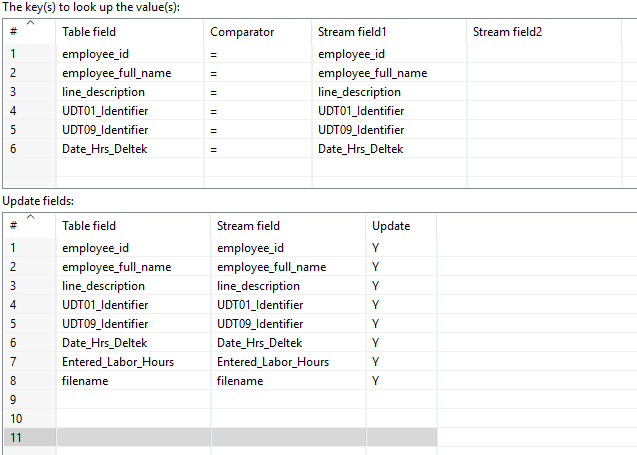 The key(s) to look up the value(s):
# Table field Comparator Stream field1 Stream field2
1 employee_id = employee_id
2 employee_full_name = employee_full_name
3 line_description = line_description
4 UDT01_Identifier = UDT01_Identifier
5 UDT09_Identifier = UDT09_Identifier
6 Date_Hrs_Deltek = Date_Hrs_Deltek
Update fields:
# Table field Stream field Update
1 employee_id employee_id Y
2 employee_full_name employee_full_name Y
3 line_description line_description Y
4 UDT01_Identifier UDT01_Identifier Y
5 UDT09_Identifier UDT09_Identifier Y
6 Date_Hrs_Deltek Date_Hrs_Deltek Y
7 Entered_Labor_Hours Entered_Labor_Hours Y
8 filename filename Y
9
10
11